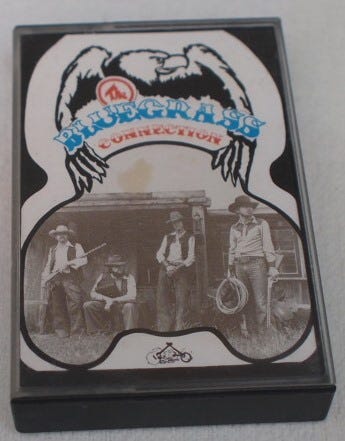 The
BLUEGRASS
CONNECTION